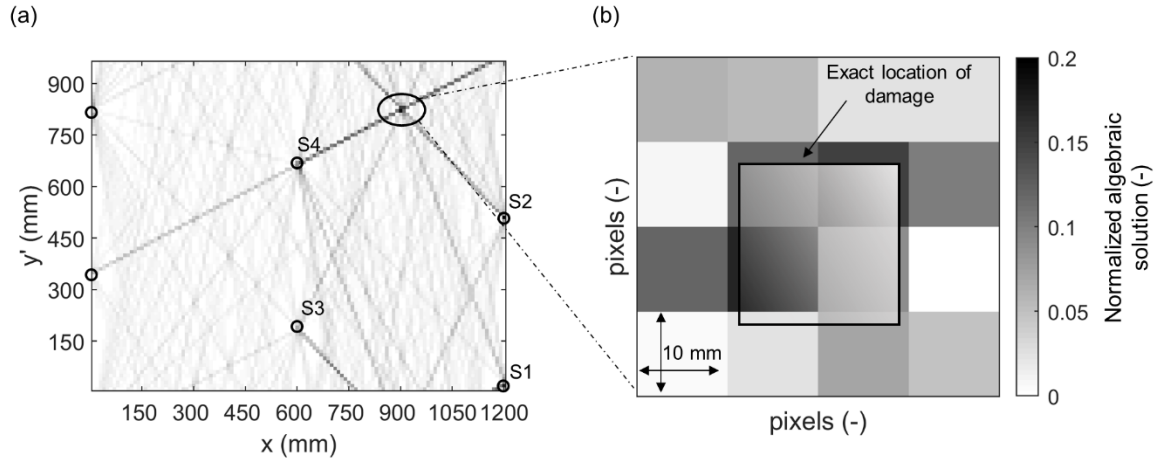 (a)
900
750
600
450
300
150
y' (mm)
150 300 450 600 750 900 1050 1200
x (mm)
S4
S2
S3
S1
(b)
Exact location of
damage
10 mm
pixels (-)
pixels (-)
0.2
0.15
0.1
0.05
0
Normalized algebraic
solution (-)